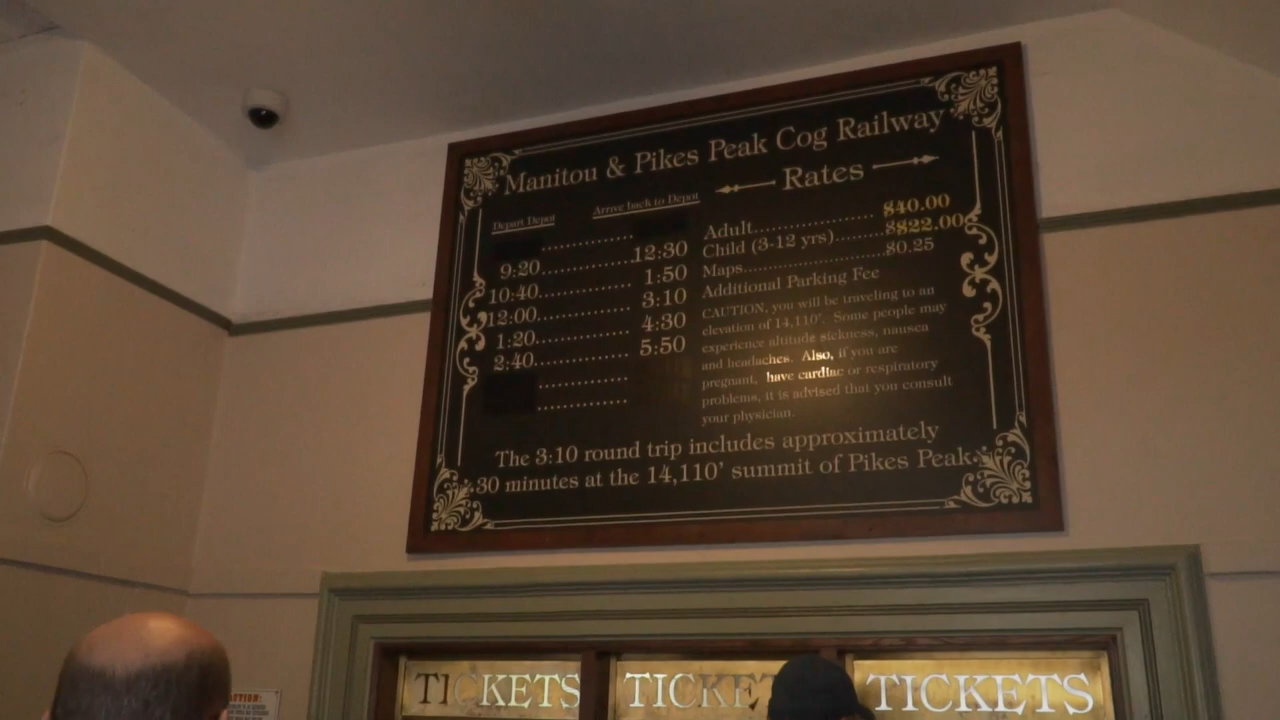 Manitou & Pikes Peak Cog Railway
Rates
Depart Depot Arrive back to Depot
9:20 12:30
10:40 1:50
12:00 3:10
1:20 4:30
2:40 5:50
Adult $40.00
Child (3-12 yrs) $$22.00
Maps $0.25
Additional Parking Fee
CAUTION, you will be traveling to an
elevation of 14,110'. Some people may
experience altitude sickness, nausea
and headaches. Also, if you are
pregnant, have cardiac or respiratory
problems, it is advised that you consult
your physician.
The 3:10 round trip includes approximately
30 minutes at the 14,110' summit of Pikes Peak.
TICKETS TICKE TICKETS